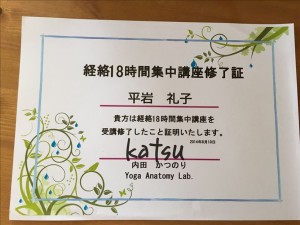 経絡18時間集中講座修了証
平岩 礼子
貴方は経絡18時間集中講座を
受講修了したこと証明いたします。
katsu
内田 かつのり
Yoga Anatomy Lab.